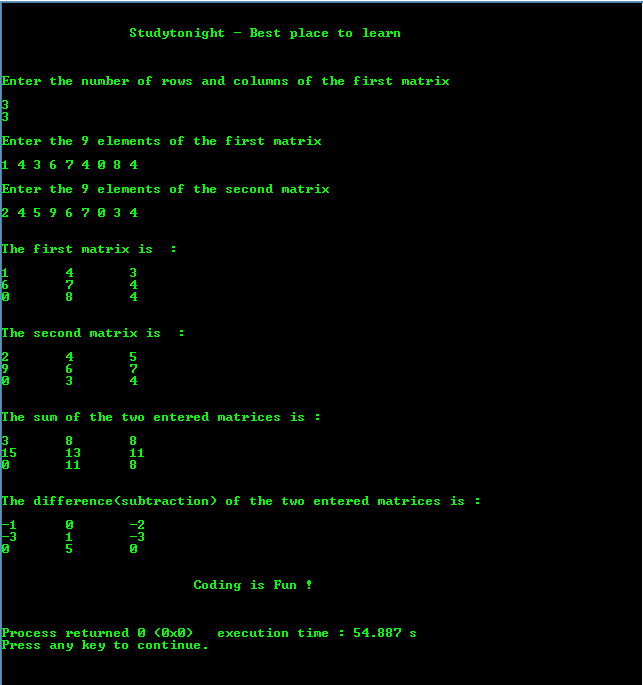 Studytonight - Best place to learn
Enter the number of rows and columns of the first matrix
3
3
Enter the 9 elements of the first matrix
1 4 3 6 7 4 0 8 4
Enter the 9 elements of the second matrix
2 4 5 9 6 7 0 3 4
The first matrix is  :
1 4 3
6 7 4
0 8 4
The second matrix is  :
2 4 5
9 6 7
0 3 4
The sum of the two entered matrices is :
3 8 8
15 13 11
0 11 8
The difference(subtraction) of the two entered matrices is :
-1 0 -2
-3 1 -3
0 5 0
Coding is Fun !
Process returned 0 (0x0)   execution time : 54.887 s
Press any key to continue.